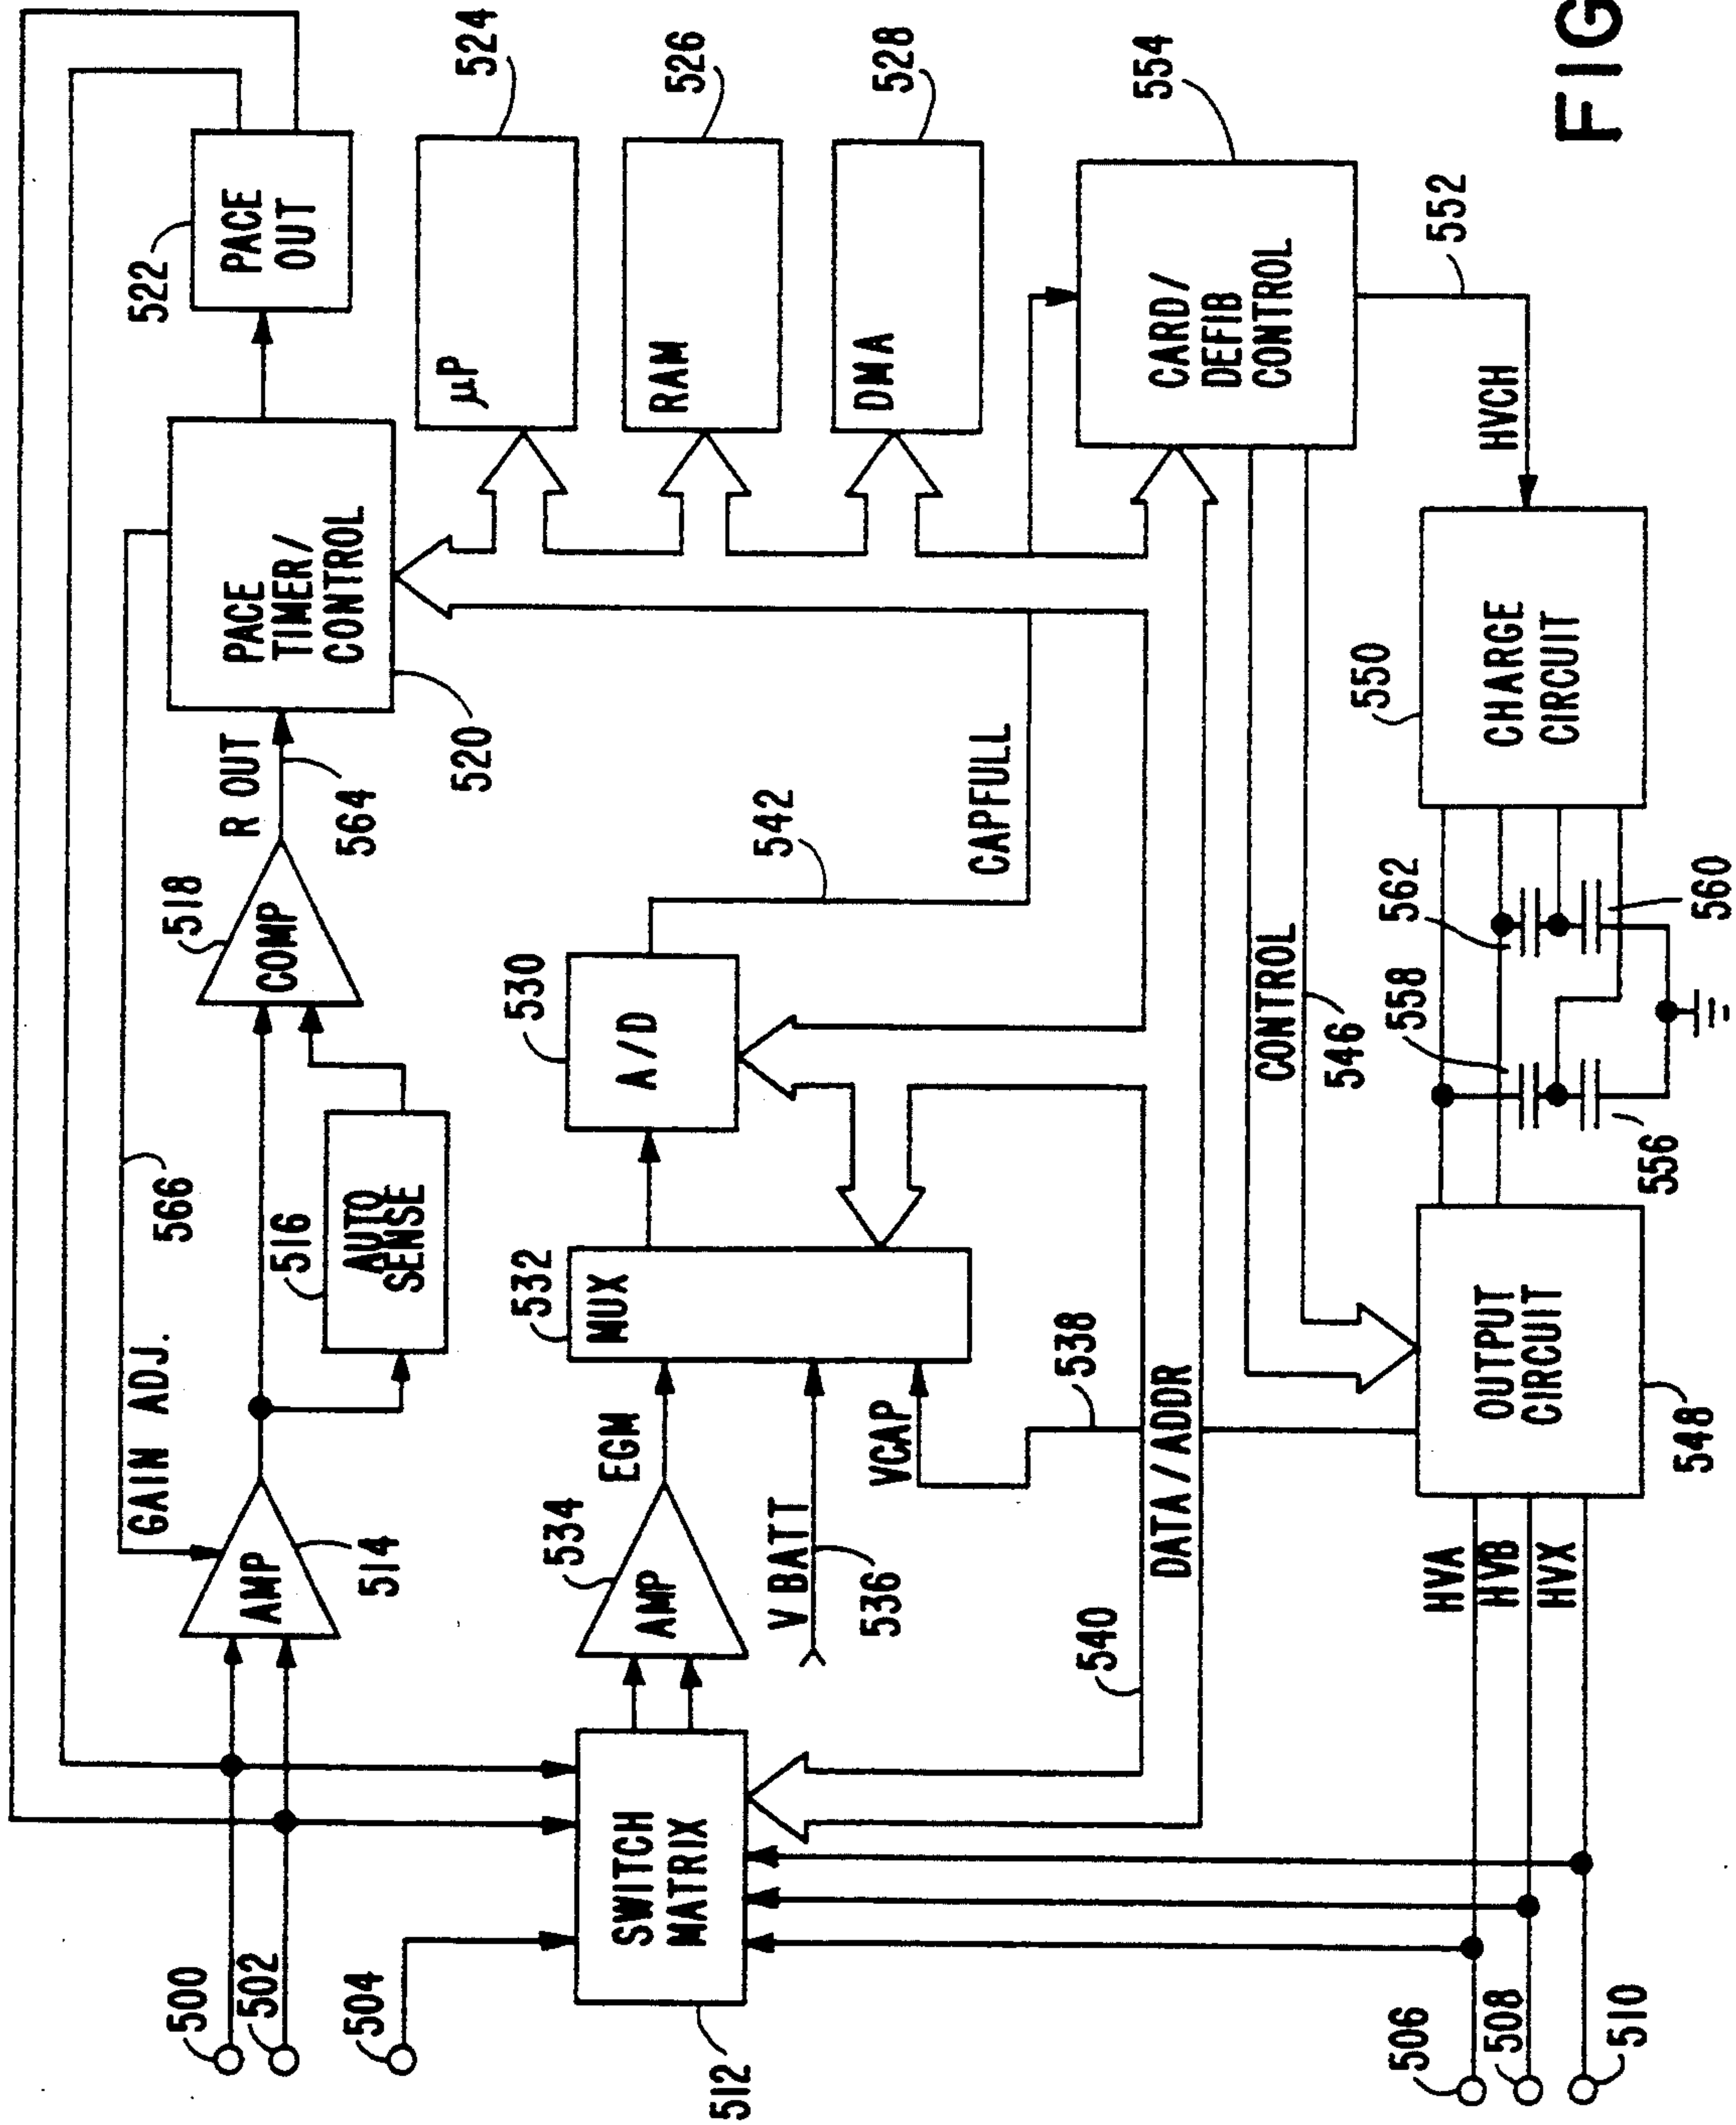 500
502
504
506
508
510
512
SWITCH
MATRIX
GAIN ADJ.
566
AMP
514
516
AUTO
SENSE
518
COMP
R OUT
564
PACE
TIMER/
CONTROL
520
522
PACE
OUT
524
µP
526
RAM
528
DMA
534
AMP
EGM
V BATT
536
VCAP
538
532
MUX
530
A/D
542
CAPFULL
540
DATA/ADDR
CONTROL
546
554
CARD/
DEFIB
CONTROL
552
HVCH
HVA
HVB
HVX
OUTPUT
CIRCUIT
548
558
556
562
560
550
CHARGE
CIRCUIT
FIG